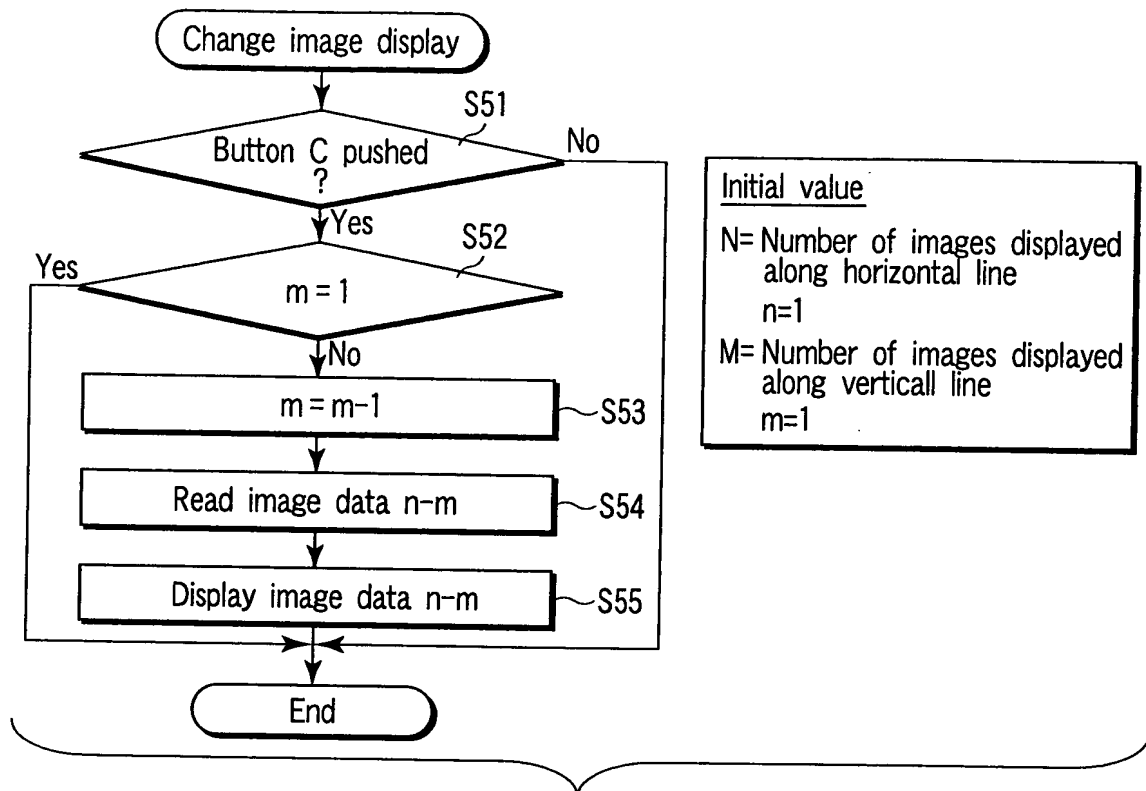 Change image display
S51
Button C pushed
?
No
Yes
S52
Yes
m = 1
No
m = m-1
S53
Read image data n-m
S54
Display image data n-m
S55
End
Initial value
N= Number of images displayed
along horizontal line
n=1
M= Number of images displayed
along verticall line
m=1